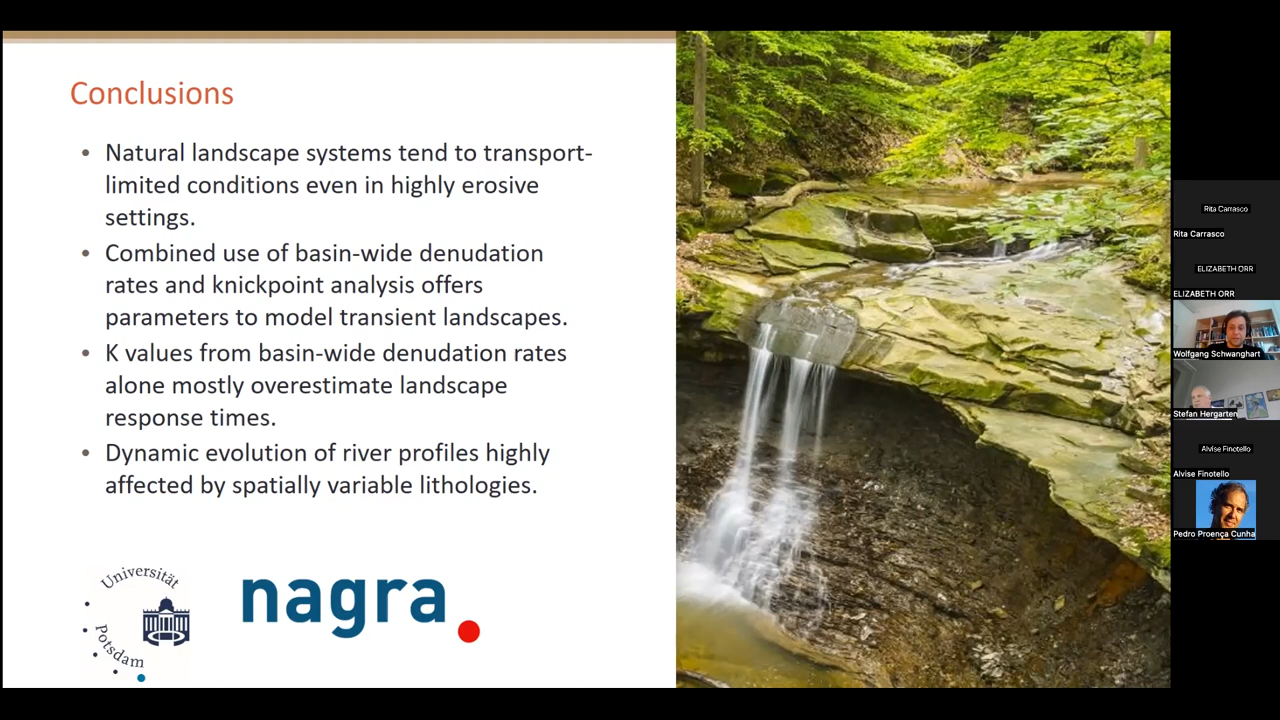 Conclusions
• Natural landscape systems tend to transport-
limited conditions even in highly erosive
settings.
• Combined use of basin-wide denudation
rates and knickpoint analysis offers
parameters to model transient landscapes.
• K values from basin-wide denudation rates
alone mostly overestimate landscape
response times.
• Dynamic evolution of river profiles highly
affected by spatially variable lithologies.
Universität
Potsdam
nagra
Rita Carrasco
Rita Carrasco
ELIZABETH ORR
ELIZABETH ORR
Wolfgang Schwanghart
Stefan Hergarten
Alvise Finotello
Alvise Finotello
Pedro Proença Cunha